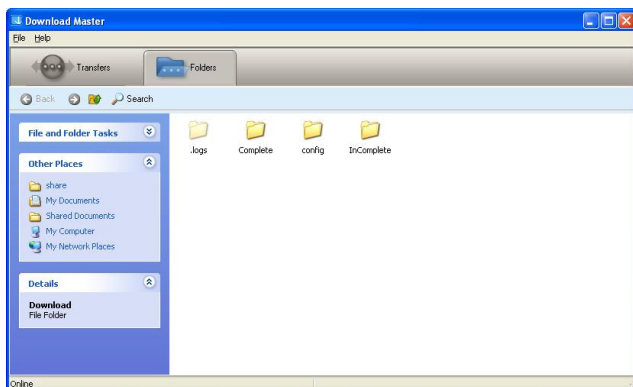 Download Master
File Help
Transfers Folders
Back Search
File and Folder Tasks
Other Places
share
My Documents
Shared Documents
My Computer
My Network Places
Details
Download
File Folder
.logs Complete config InComplete
Online